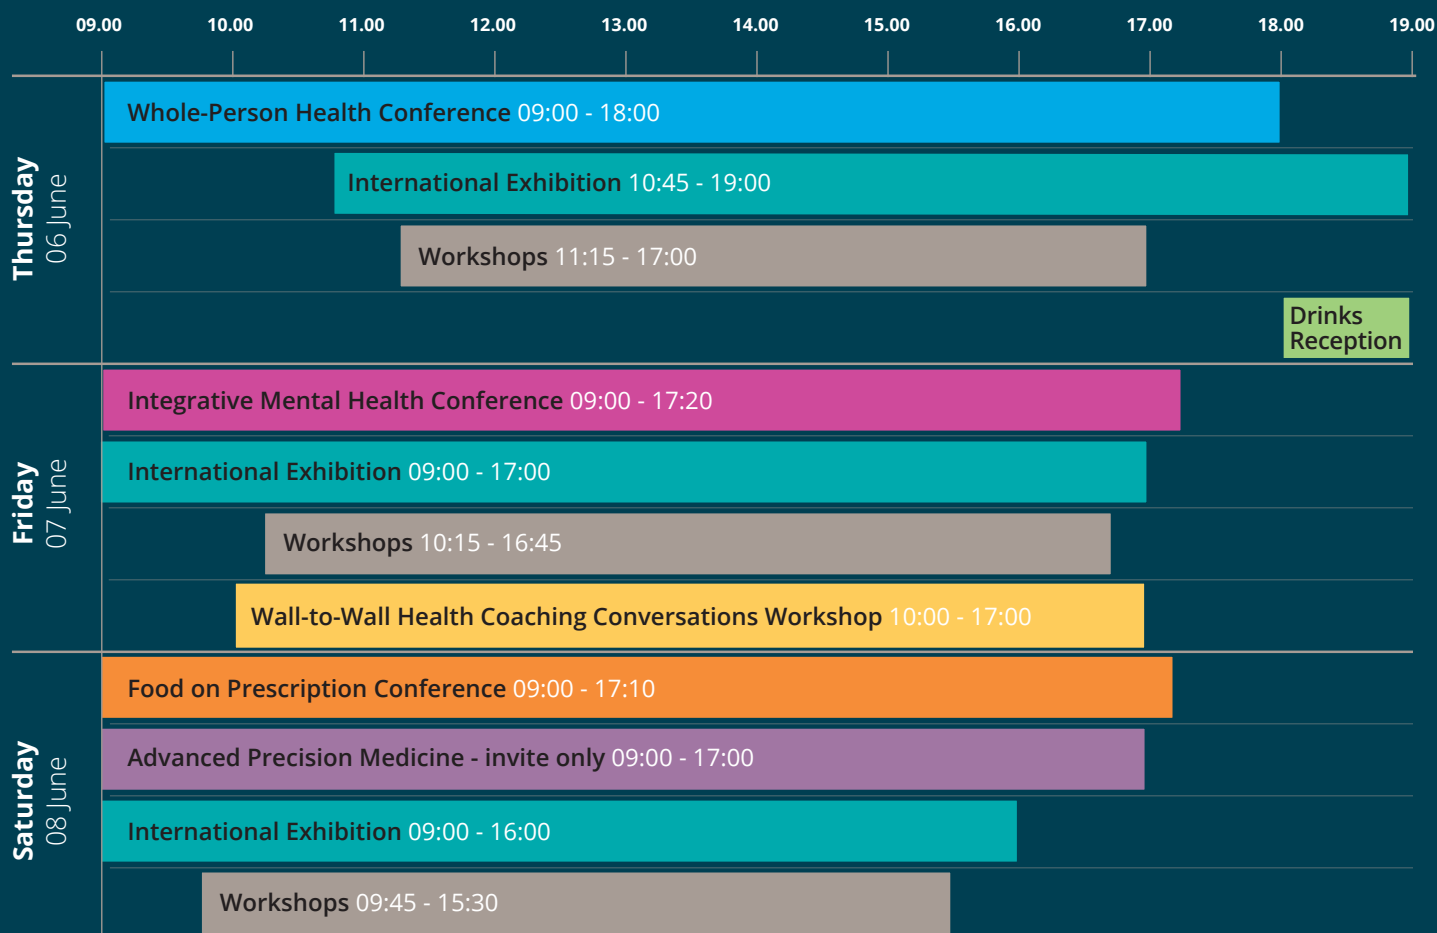 09.00 10.00 11.00 12.00 13.00 14.00 15.00 16.00 17.00 18.00 19.00
Thursday
06 June
Whole-Person Health Conference 09:00 - 18:00
International Exhibition 10:45 - 19:00
Workshops 11:15 - 17:00
Drinks
Reception
Friday
07 June
Integrative Mental Health Conference 09:00 - 17:20
International Exhibition 09:00 - 17:00
Workshops 10:15 - 16:45
Wall-to-Wall Health Coaching Conversations Workshop 10:00 - 17:00
Saturday
08 June
Food on Prescription Conference 09:00 - 17:10
Advanced Precision Medicine - invite only 09:00 - 17:00
International Exhibition 09:00 - 16:00
Workshops 09:45 - 15:30